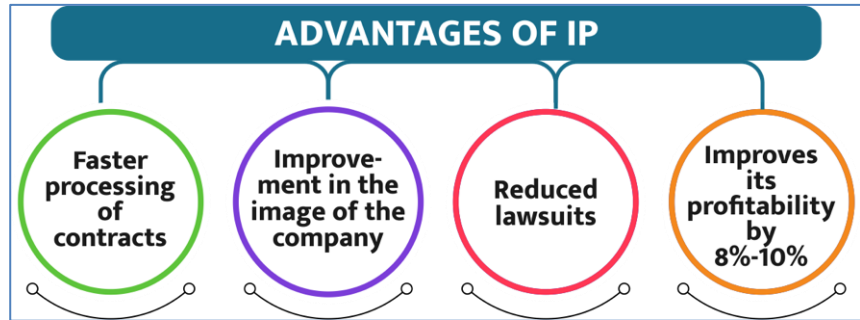 ADVANTAGES OF IP
Faster
processing
of
contracts
Improve-
ment in the
image of the
company
Reduced
lawsuits
Improves
its
profitability
by
8%-10%